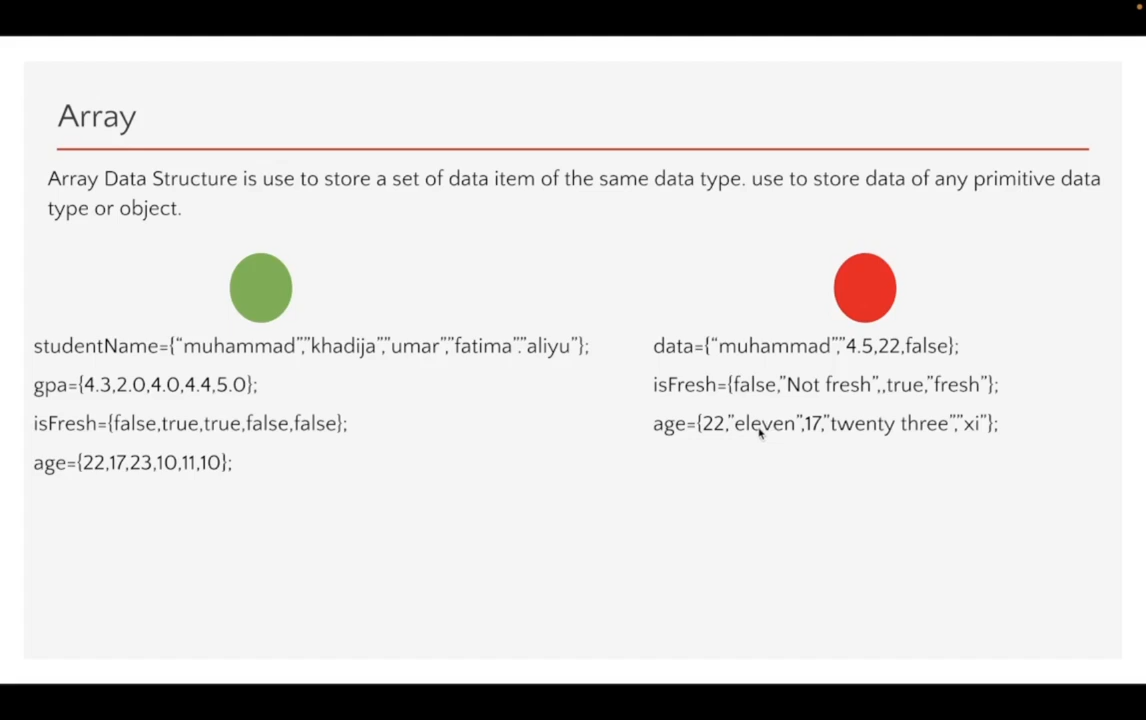 Array
Array Data Structure is use to store a set of data item of the same data type. use to store data of any primitive data
type or object.
studentName={“muhammad”,”khadija”,”umar”,”fatima”.”aliyu”};
gpa={4.3,2.0,4.0,4.4,5.0};
isFresh={false,true,true,false,false};
age={22,17,23,10,11,10};
data={“muhammad”,”4.5,22,false};
isFresh={false,”Not fresh”,,true,”fresh”};
age={22,”eleven”,17,”twenty three”,”xi”};